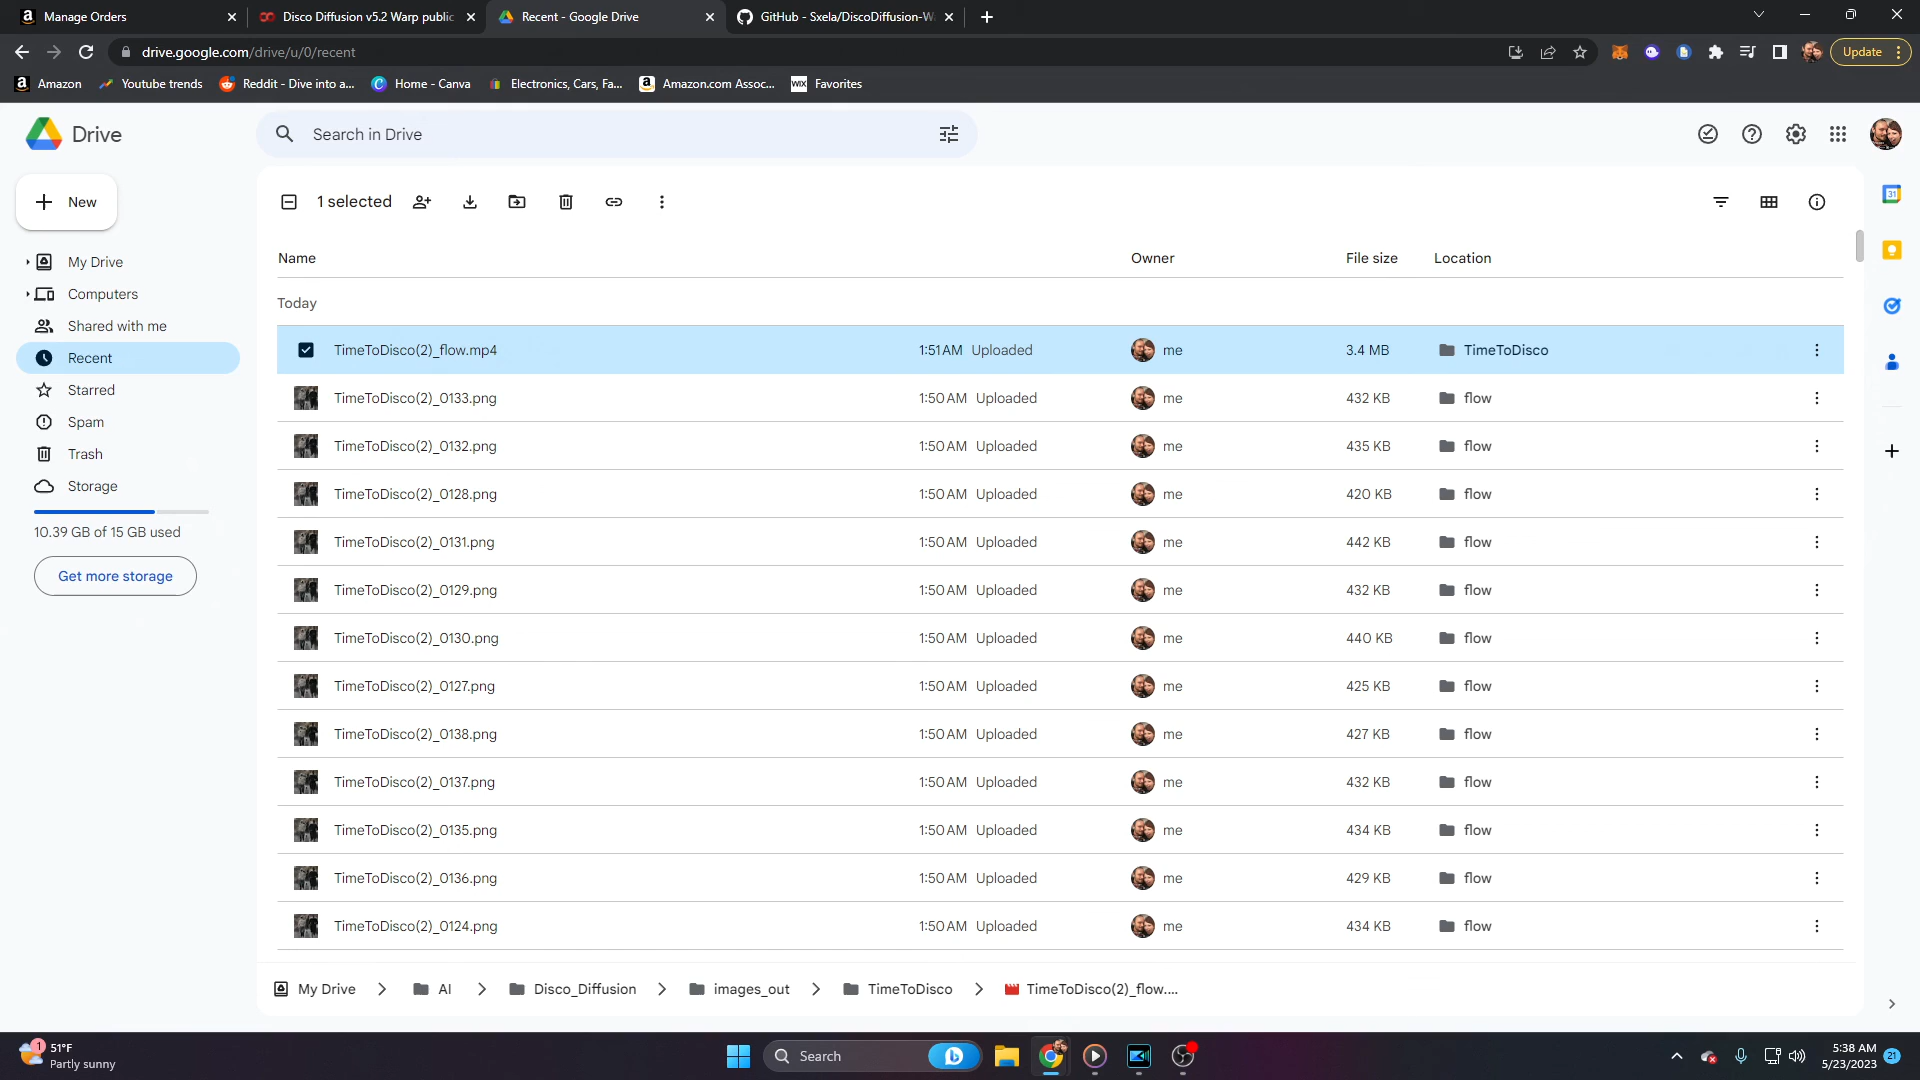 Manage Orders
Disco Diffusion v5.2 Warp public
Recent - Google Drive
GitHub - Sxela/DiscoDiffusion-W
drive.google.com/drive/u/0/recent
Update
Amazon
Youtube trends
Reddit - Dive into a...
Home - Canva
Electronics, Cars, Fa...
Amazon.com Assoc...
WIX Favorites
Drive
Search in Drive
New
1 selected
31
My Drive
Computers
Shared with me
Recent
Starred
Spam
Trash
Storage
10.39 GB of 15 GB used
Get more storage
Name Owner File size Location
Today
TimeToDisco(2)_flow.mp4 1:51 AM Uploaded me 3.4 MB TimeToDisco
TimeToDisco(2)_0133.png 1:50 AM Uploaded me 432 KB flow
TimeToDisco(2)_0132.png 1:50 AM Uploaded me 435 KB flow
TimeToDisco(2)_0128.png 1:50 AM Uploaded me 420 KB flow
TimeToDisco(2)_0131.png 1:50 AM Uploaded me 442 KB flow
TimeToDisco(2)_0129.png 1:50 AM Uploaded me 432 KB flow
TimeToDisco(2)_0130.png 1:50 AM Uploaded me 440 KB flow
TimeToDisco(2)_0127.png 1:50 AM Uploaded me 425 KB flow
TimeToDisco(2)_0138.png 1:50 AM Uploaded me 427 KB flow
TimeToDisco(2)_0137.png 1:50 AM Uploaded me 432 KB flow
TimeToDisco(2)_0135.png 1:50 AM Uploaded me 434 KB flow
TimeToDisco(2)_0136.png 1:50 AM Uploaded me 429 KB flow
TimeToDisco(2)_0124.png 1:50 AM Uploaded me 434 KB flow
My Drive > AI > Disco_Diffusion > images_out > TimeToDisco > TimeToDisco(2)_flow....
1
51°F
Partly sunny
Search
5:38 AM
5/23/2023
21